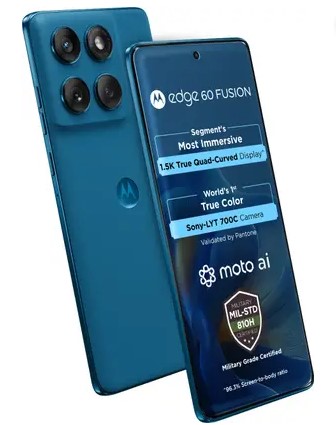 edge 60 FUSION
Segment's
Most Immersive
1.5K True Quad-Curved Display*
World's 1st
True Color
Sony-LYT 700C Camera
Validated by Pantone
moto ai
MILITARY
MIL-STD
810H
CERTIFIED
Military Grade Certified
*96.3% Screen-to-body ratio